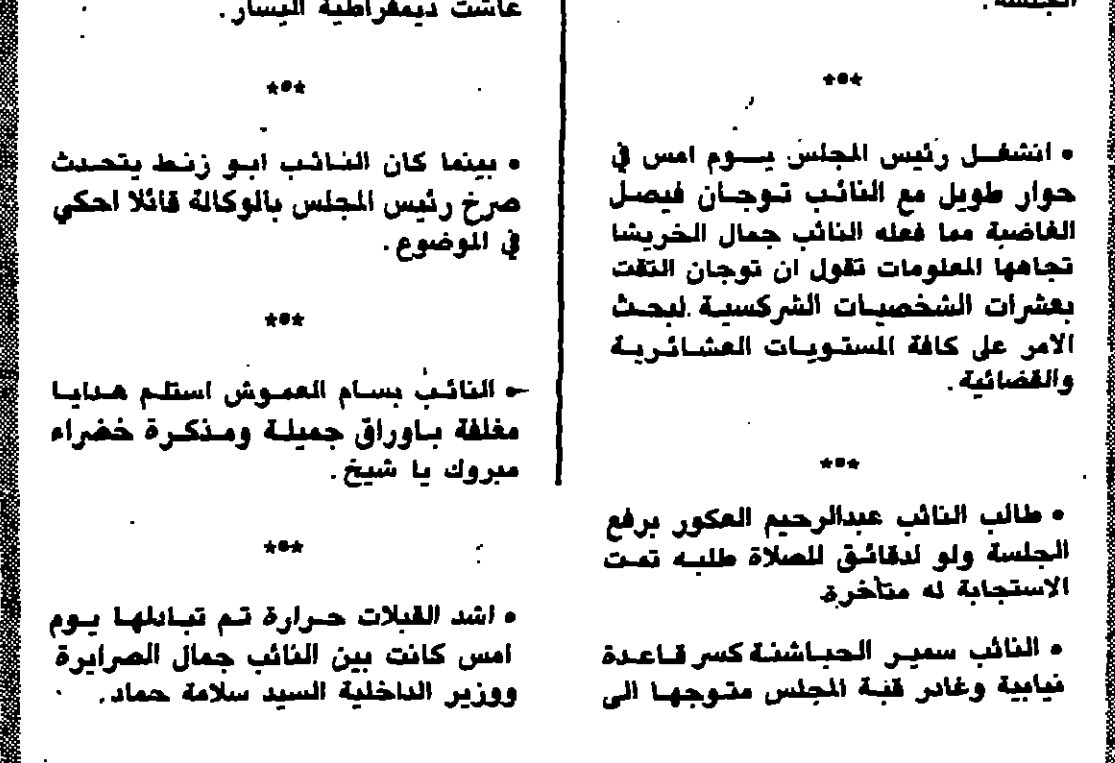 الجلسة.
***
• انشغـل رئيس المجلس يـوم امس في
حوار طويل مع النائب توجان فيصل
الغاضبة مما فعله النائب جمال الخريشا
تجاهها المعلومات تقول ان توجان التقت
بعشرات الشخصيات الشركسية لبحث
الامر على كافة المستويات العشائرية
والقضائية.
***
• طالب النائب عبدالرحيم العكور برفع
الجلسة ولو لدقائق للصلاة طلبه تمت
الاستجابة له متأخرة
• النائب سمير الحباشنة كسر قاعدة
نيابية وغادر قبة المجلس متوجها الى
عاشت ديمقراطية اليسار.
***
• بينما كان النائب ابو زنط يتحدث
صرخ رئيس المجلس بالوكالة قائلا احكي
في الموضوع.
***
• النائب بسام العموش استلم هدايا
مغلفة باوراق جميلة ومذكرة خضراء
مبروك يا شيخ.
***
• اشد القبلات حرارة تم تبادلها يوم
امس كانت بين النائب جمال الصرايرة
ووزير الداخلية السيد سلامة حماد.